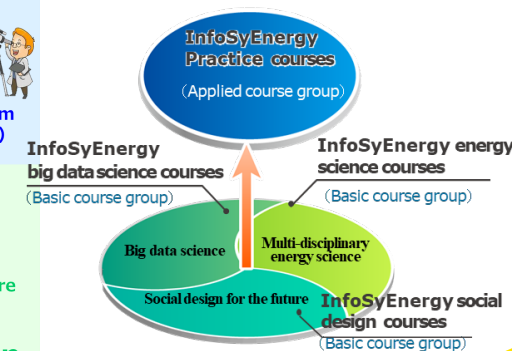 InfoSyEnergy
Practice courses
(Applied course group)
m
)
InfoSyEnergy
big data science courses
(Basic course group)
InfoSyEnergy energy
science courses
(Basic course group)
Big data science
Multi-disciplinary
energy science
Social design for the future
InfoSyEnergy social
design courses
(Basic course group)
re